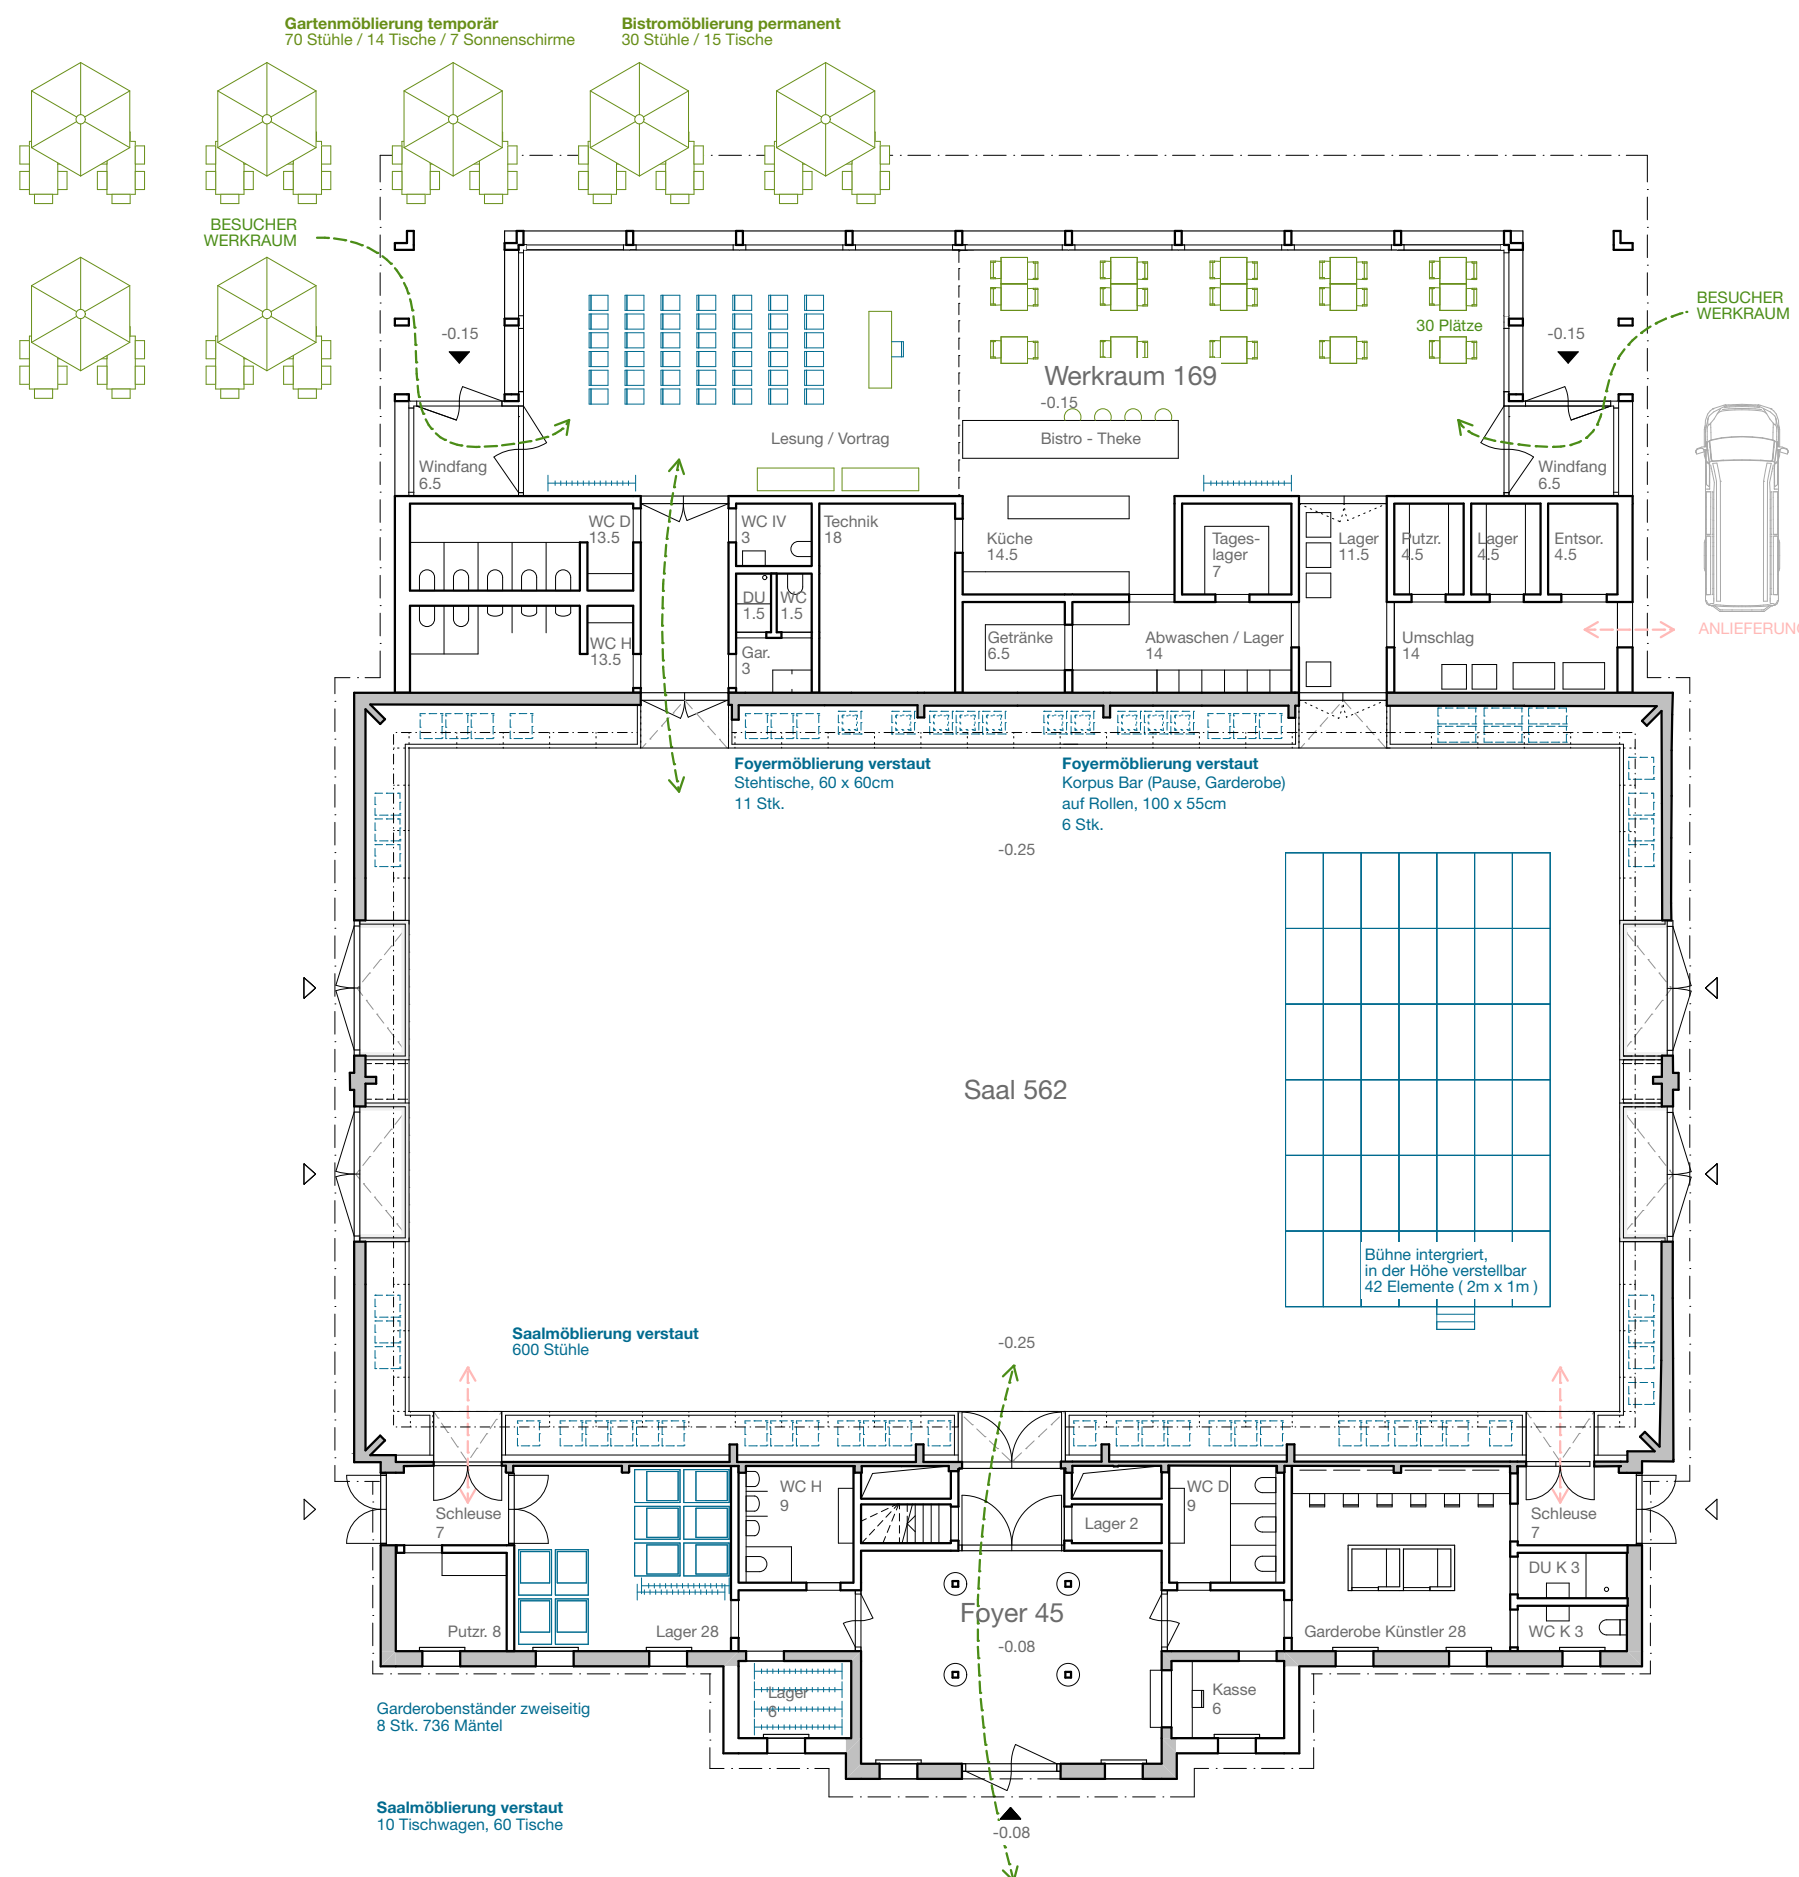 Gartenmöblierung temporär
70 Stühle / 14 Tische / 7 Sonnenschirme
Bistromöblierung permanent
30 Stühle / 15 Tische
BESUCHER
WERKRAUM
BESUCHER
WERKRAUM
-0.15
30 Plätze
-0.15
Werkraum 169
-0.15
Lesung / Vortrag
Bistro - Theke
Windfang
6.5
Windfang
6.5
WC D
13.5
WC IV
3
Technik
18
Küche
14.5
Tages-
lager
7
Lager
11.5
Putzr.
4.5
Lager
4.5
Entsor.
4.5
DU
1.5
WC
1.5
WC H
13.5
Gar.
3
Getränke
6.5
Abwaschen / Lager
14
Umschlag
14
ANLIEFERUNG
Foyermöblierung verstaut
Stehtische, 60 x 60cm
11 Stk.
Foyermöblierung verstaut
Korpus Bar (Pause, Garderobe)
auf Rollen, 100 x 55cm
6 Stk.
-0.25
Saal 562
Bühne intergriert,
in der Höhe verstellbar
42 Elemente ( 2m x 1m )
Saalmöblierung verstaut
600 Stühle
-0.25
Schleuse
7
WC H
9
Lager 2
WC D
9
Schleuse
7
DU K 3
Putzr. 8
Lager 28
Foyer 45
-0.08
Garderobe Künstler 28
WC K 3
Lager
6
Kasse
6
Garderobenständer zweiseitig
8 Stk. 736 Mäntel
Saalmöblierung verstaut
10 Tischwagen, 60 Tische
-0.08